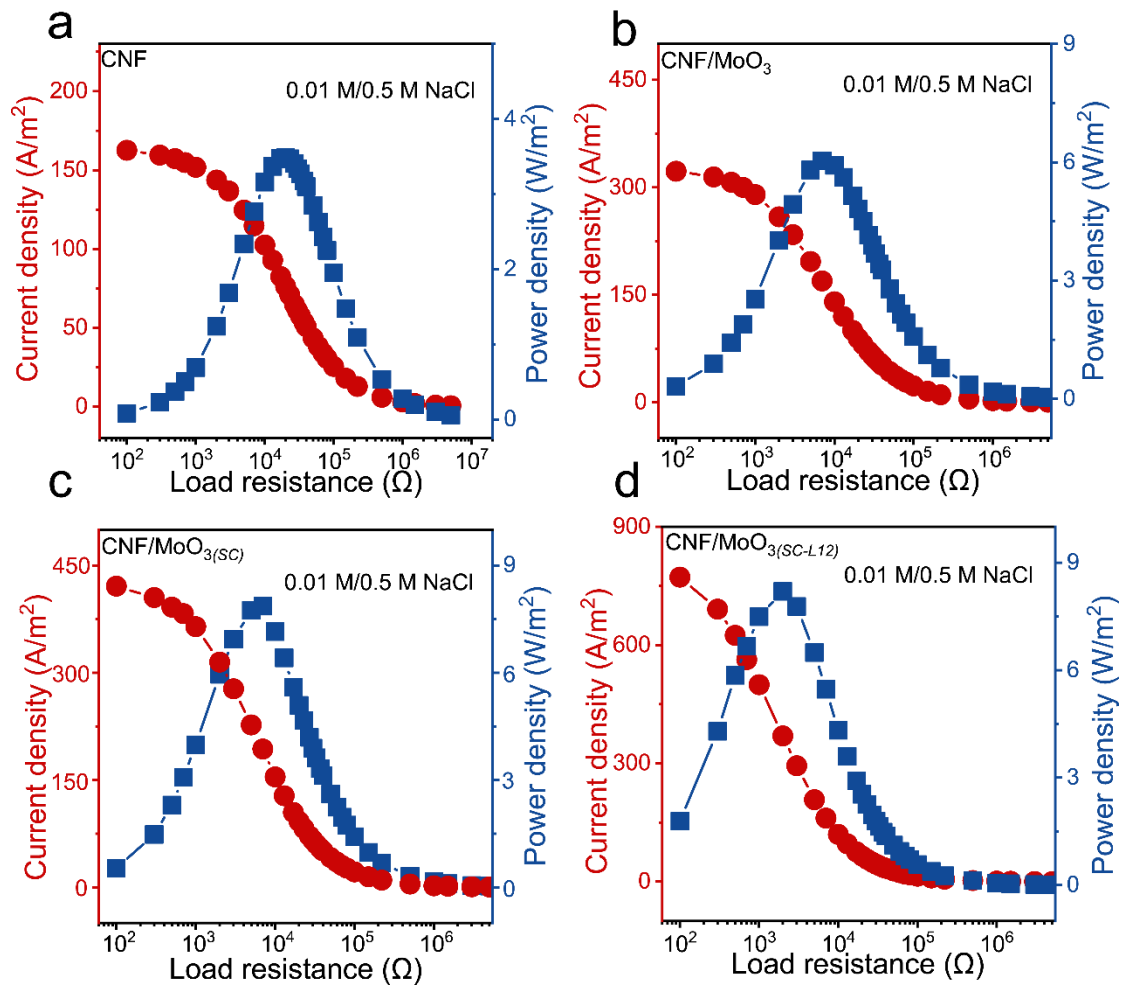 a
CNF
0.01 M/0.5 M NaCl
Current density (A/m²)
200
150
100
50
0
Power density (W/m²)
4
2
0
10² 10³ 10⁴ 10⁵ 10⁶ 10⁷
Load resistance (Ω)
b
CNF/MoO₃
0.01 M/0.5 M NaCl
Current density (A/m²)
450
300
150
0
Power density (W/m²)
9
6
3
0
10² 10³ 10⁴ 10⁵ 10⁶
Load resistance (Ω)
c
CNF/MoO₃(SC)
0.01 M/0.5 M NaCl
Current density (A/m²)
450
300
150
0
Power density (W/m²)
9
6
3
0
10² 10³ 10⁴ 10⁵ 10⁶
Load resistance (Ω)
d
CNF/MoO₃(SC-L12)
0.01 M/0.5 M NaCl
Current density (A/m²)
900
600
300
0
Power density (W/m²)
9
6
3
0
10² 10³ 10⁴ 10⁵ 10⁶
Load resistance (Ω)